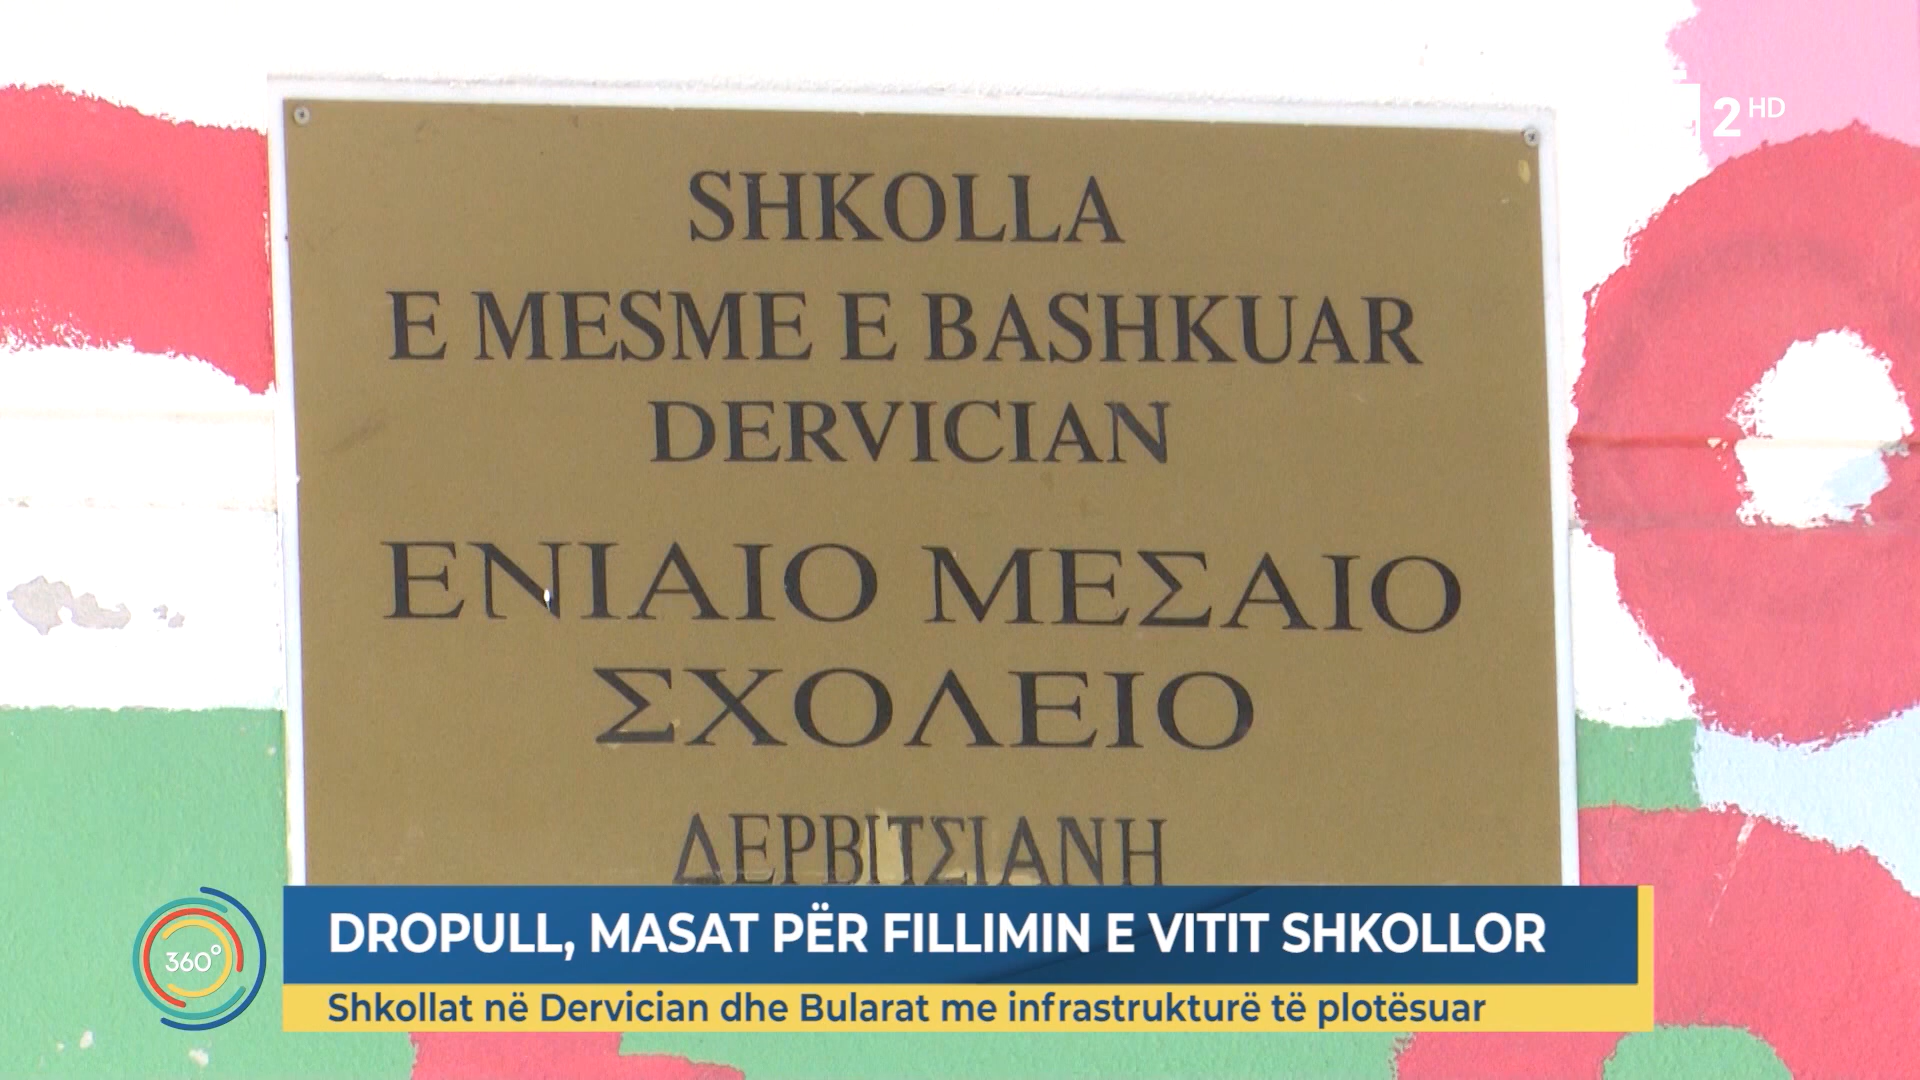 2 HD
SHKOLLA
E MESME E BASHKUAR
DERVICIAN
ΕΝΙΑΙΟ ΜΕΣΑΙΟ
ΣΧΟΛΕΙΟ
ΔΕΡΒΙΤΣΙΑΝΗ
360°
DROPULL, MASAT PËR FILLIMIN E VITIT SHKOLLOR
Shkollat në Dervician dhe Bularat me infrastrukturë të plotësuar